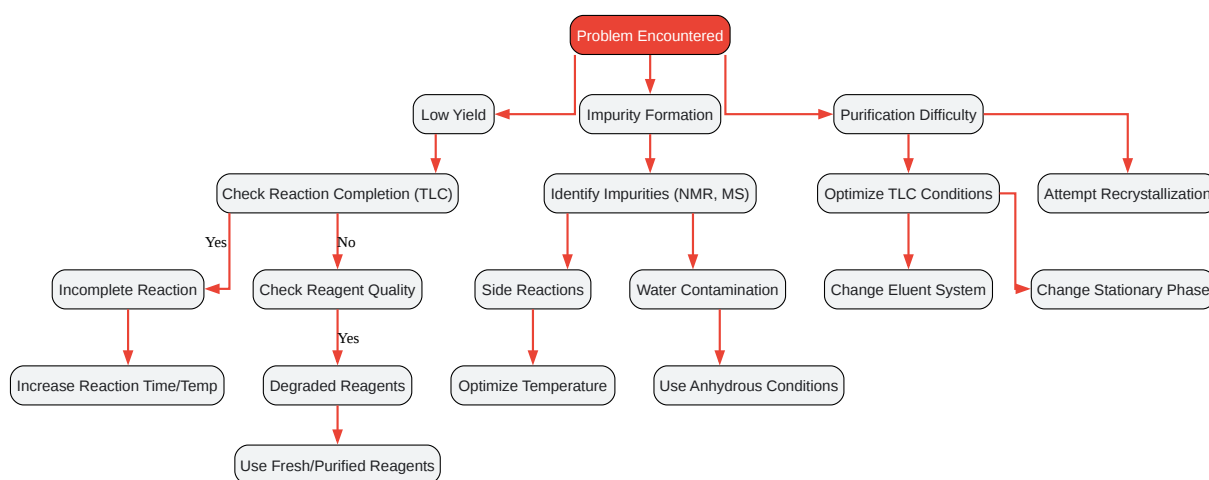 Problem Encountered
Low Yield
Impurity Formation
Purification Difficulty
Check Reaction Completion (TLC)
Identify Impurities (NMR, MS)
Optimize TLC Conditions
Attempt Recrystallization
Yes
No
Incomplete Reaction
Check Reagent Quality
Side Reactions
Water Contamination
Change Eluent System
Change Stationary Phase
Yes
Increase Reaction Time/Temp
Degraded Reagents
Optimize Temperature
Use Anhydrous Conditions
Use Fresh/Purified Reagents